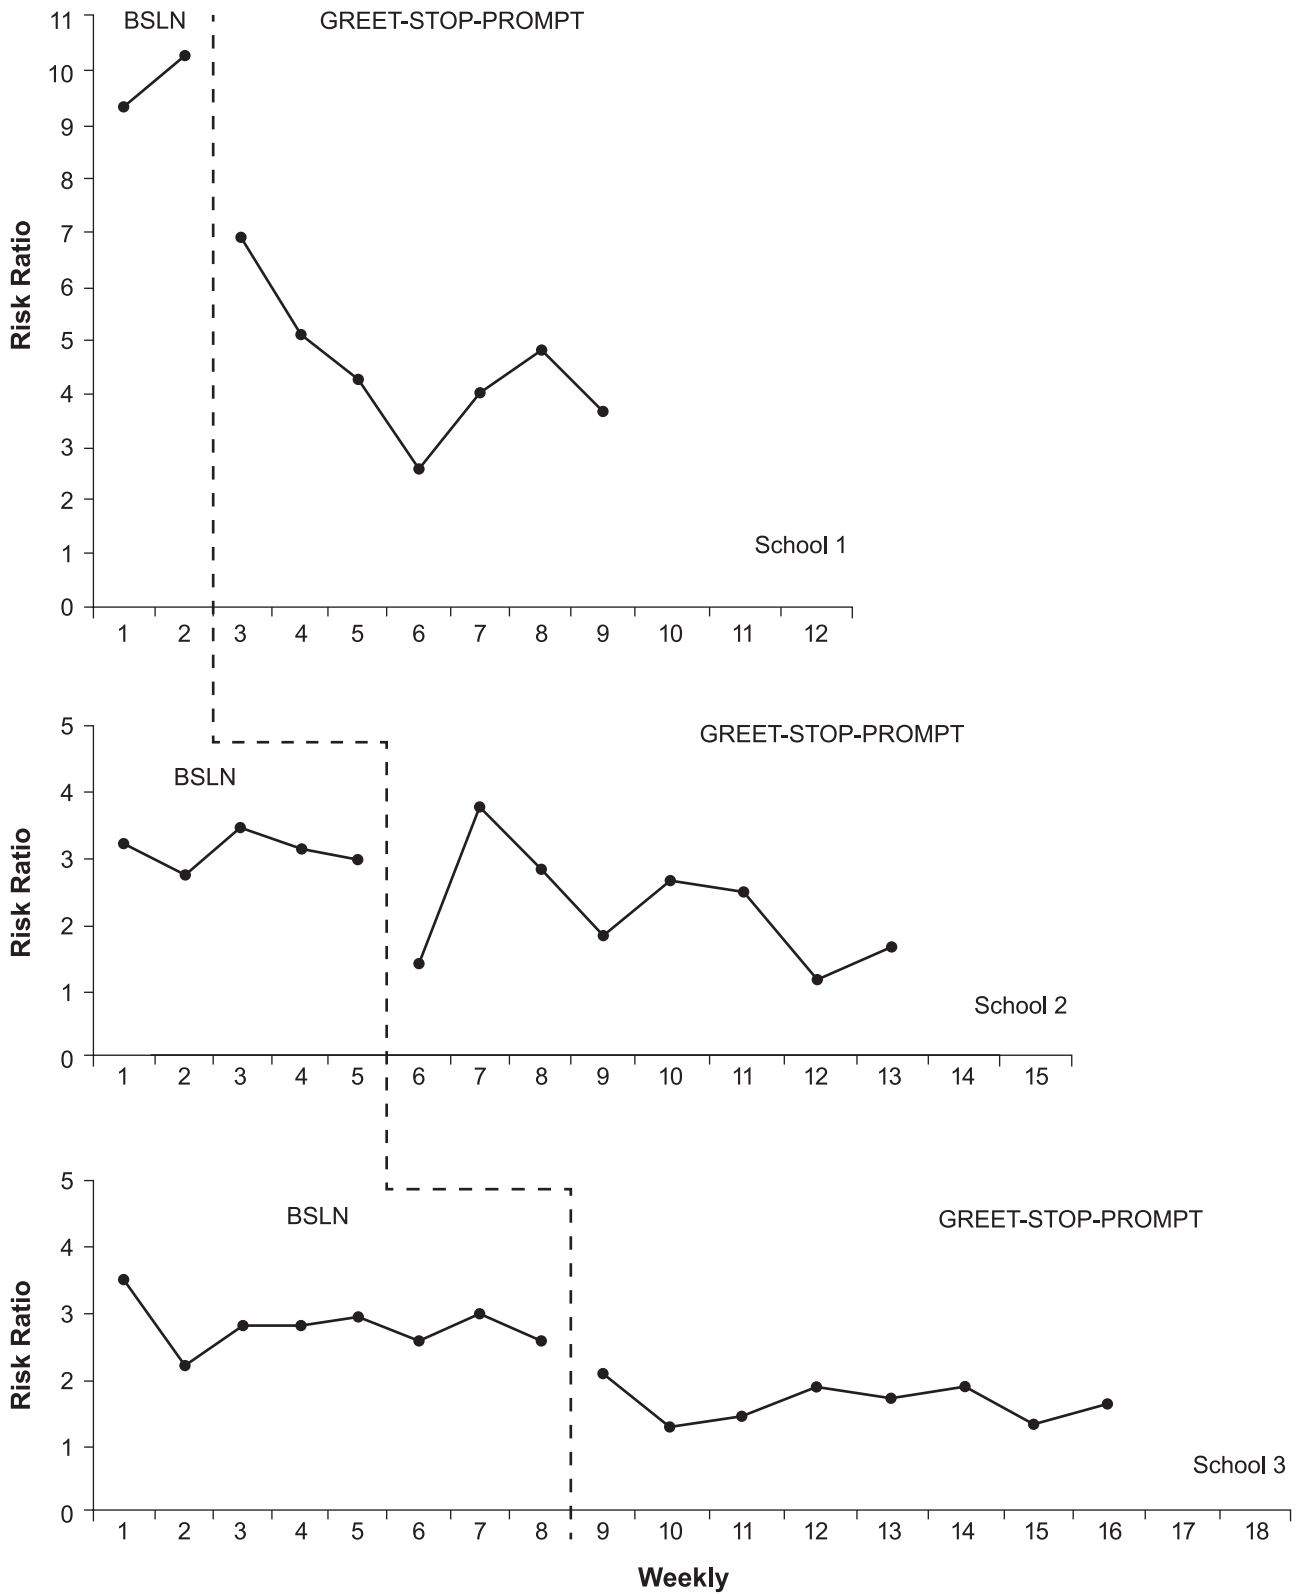 BSLN GREET-STOP-PROMPT
11
10
9
8
7
6
5
4
3
2
1
0
Risk Ratio
School 1
1 2 3 4 5 6 7 8 9 10 11 12
GREET-STOP-PROMPT
BSLN
5
4
3
2
1
0
Risk Ratio
School 2
1 2 3 4 5 6 7 8 9 10 11 12 13 14 15
BSLN GREET-STOP-PROMPT
5
4
3
2
1
0
Risk Ratio
School 3
1 2 3 4 5 6 7 8 9 10 11 12 13 14 15 16 17 18
Weekly